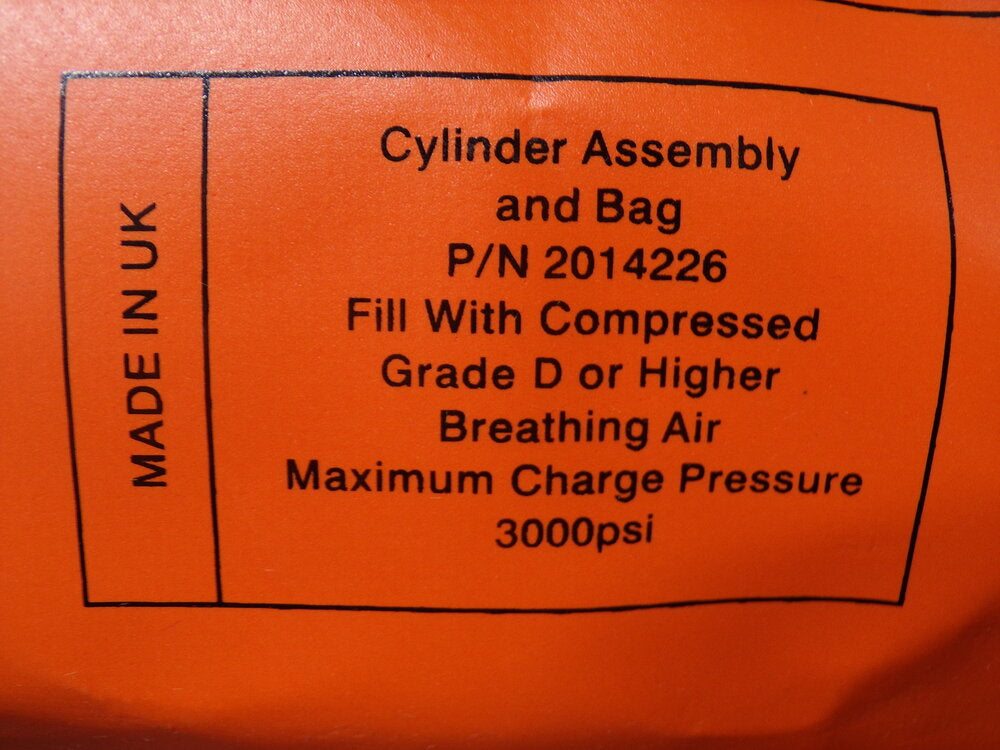 MADE IN UK
Cylinder Assembly
and Bag
P/N 2014226
Fill With Compressed
Grade D or Higher
Breathing Air
Maximum Charge Pressure
3000psi